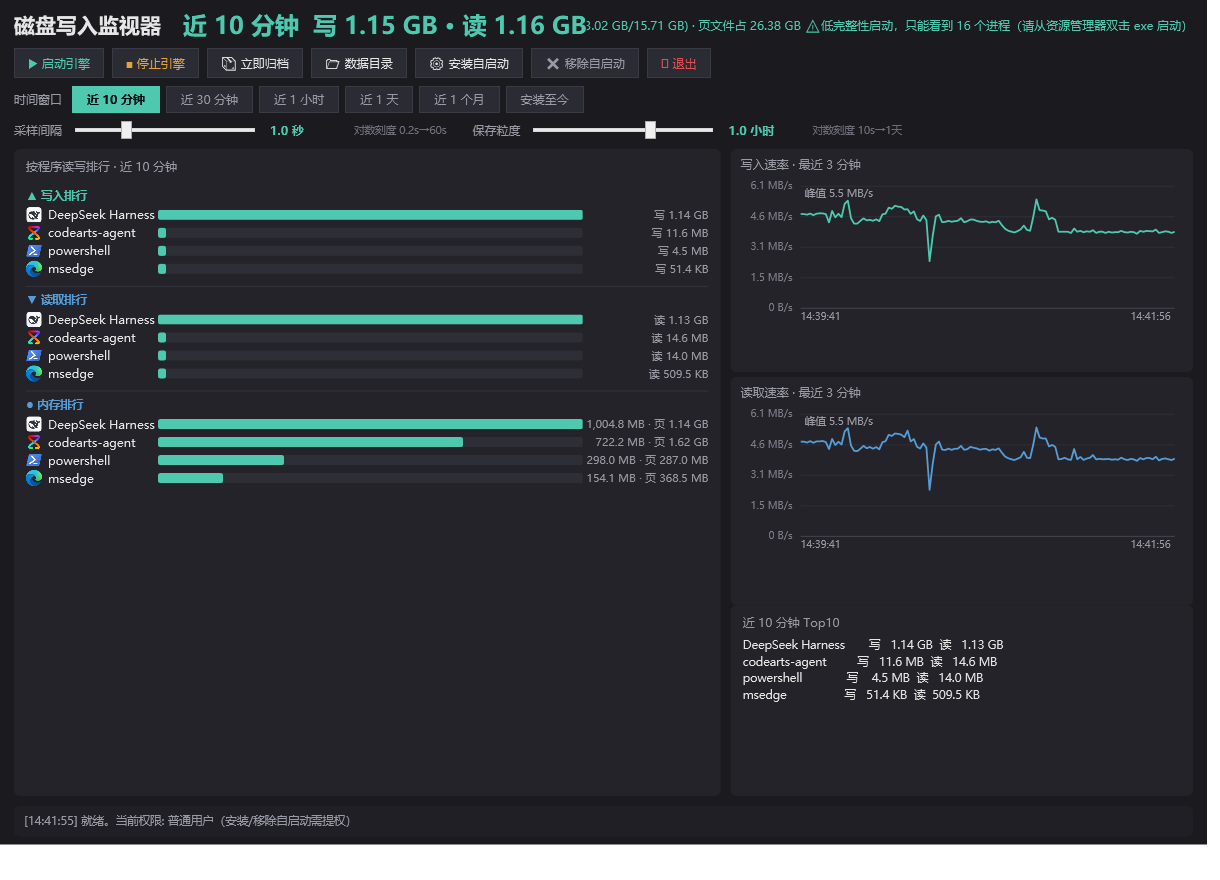 磁盘写入监视器 近 10 分钟 写 1.15 GB • 读 1.16 GB 3.02 GB/15.71 GB) · 页文件占 26.38 GB ⚠低完整性启动，只能看到 16 个进程（请从资源管理器双击 exe 启动）
▶启动引擎 ■停止引擎 立即归档 数据目录 安装自启动 移除自启动 退出
时间窗口 近 10 分钟 近 30 分钟 近 1 小时 近 1 天 近 1 个月 安装至今
采样间隔 1.0 秒 对数刻度 0.2s→60s 保存粒度 1.0 小时 对数刻度 10s→1天
按程序读写排行 · 近 10 分钟
▲ 写入排行
DeepSeek Harness 写 1.14 GB
codearts-agent 写 11.6 MB
powershell 写 4.5 MB
msedge 写 51.4 KB
▼ 读取排行
DeepSeek Harness 读 1.13 GB
codearts-agent 读 14.6 MB
powershell 读 14.0 MB
msedge 读 509.5 KB
● 内存排行
DeepSeek Harness 1,004.8 MB · 页 1.14 GB
codearts-agent 722.2 MB · 页 1.62 GB
powershell 298.0 MB · 页 287.0 MB
msedge 154.1 MB · 页 368.5 MB
写入速率 · 最近 3 分钟
6.1 MB/s
峰值 5.5 MB/s
4.6 MB/s
3.1 MB/s
1.5 MB/s
0 B/s
14:39:41 14:41:56
读取速率 · 最近 3 分钟
6.1 MB/s
峰值 5.5 MB/s
4.6 MB/s
3.1 MB/s
1.5 MB/s
0 B/s
14:39:41 14:41:56
近 10 分钟 Top10
DeepSeek Harness 写 1.14 GB 读 1.13 GB
codearts-agent 写 11.6 MB 读 14.6 MB
powershell 写 4.5 MB 读 14.0 MB
msedge 写 51.4 KB 读 509.5 KB
[14:41:55] 就绪。当前权限: 普通用户（安装/移除自启动需提权）